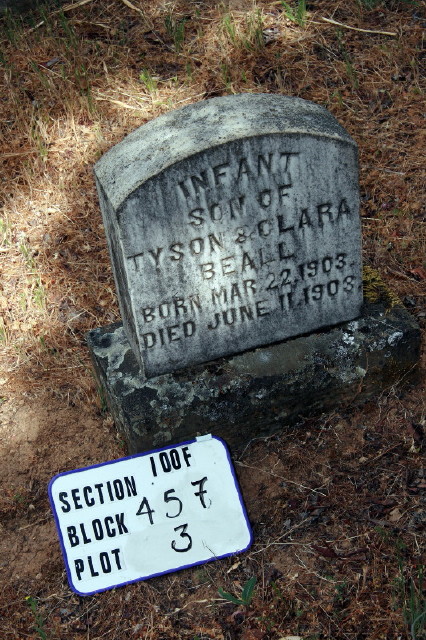 INFANT
SON OF
TYSON & CLARA
BEALL
BORN MAR 22, 1903.
DIED JUNE 11, 1903.
SECTION 100F
BLOCK 457
PLOT 3